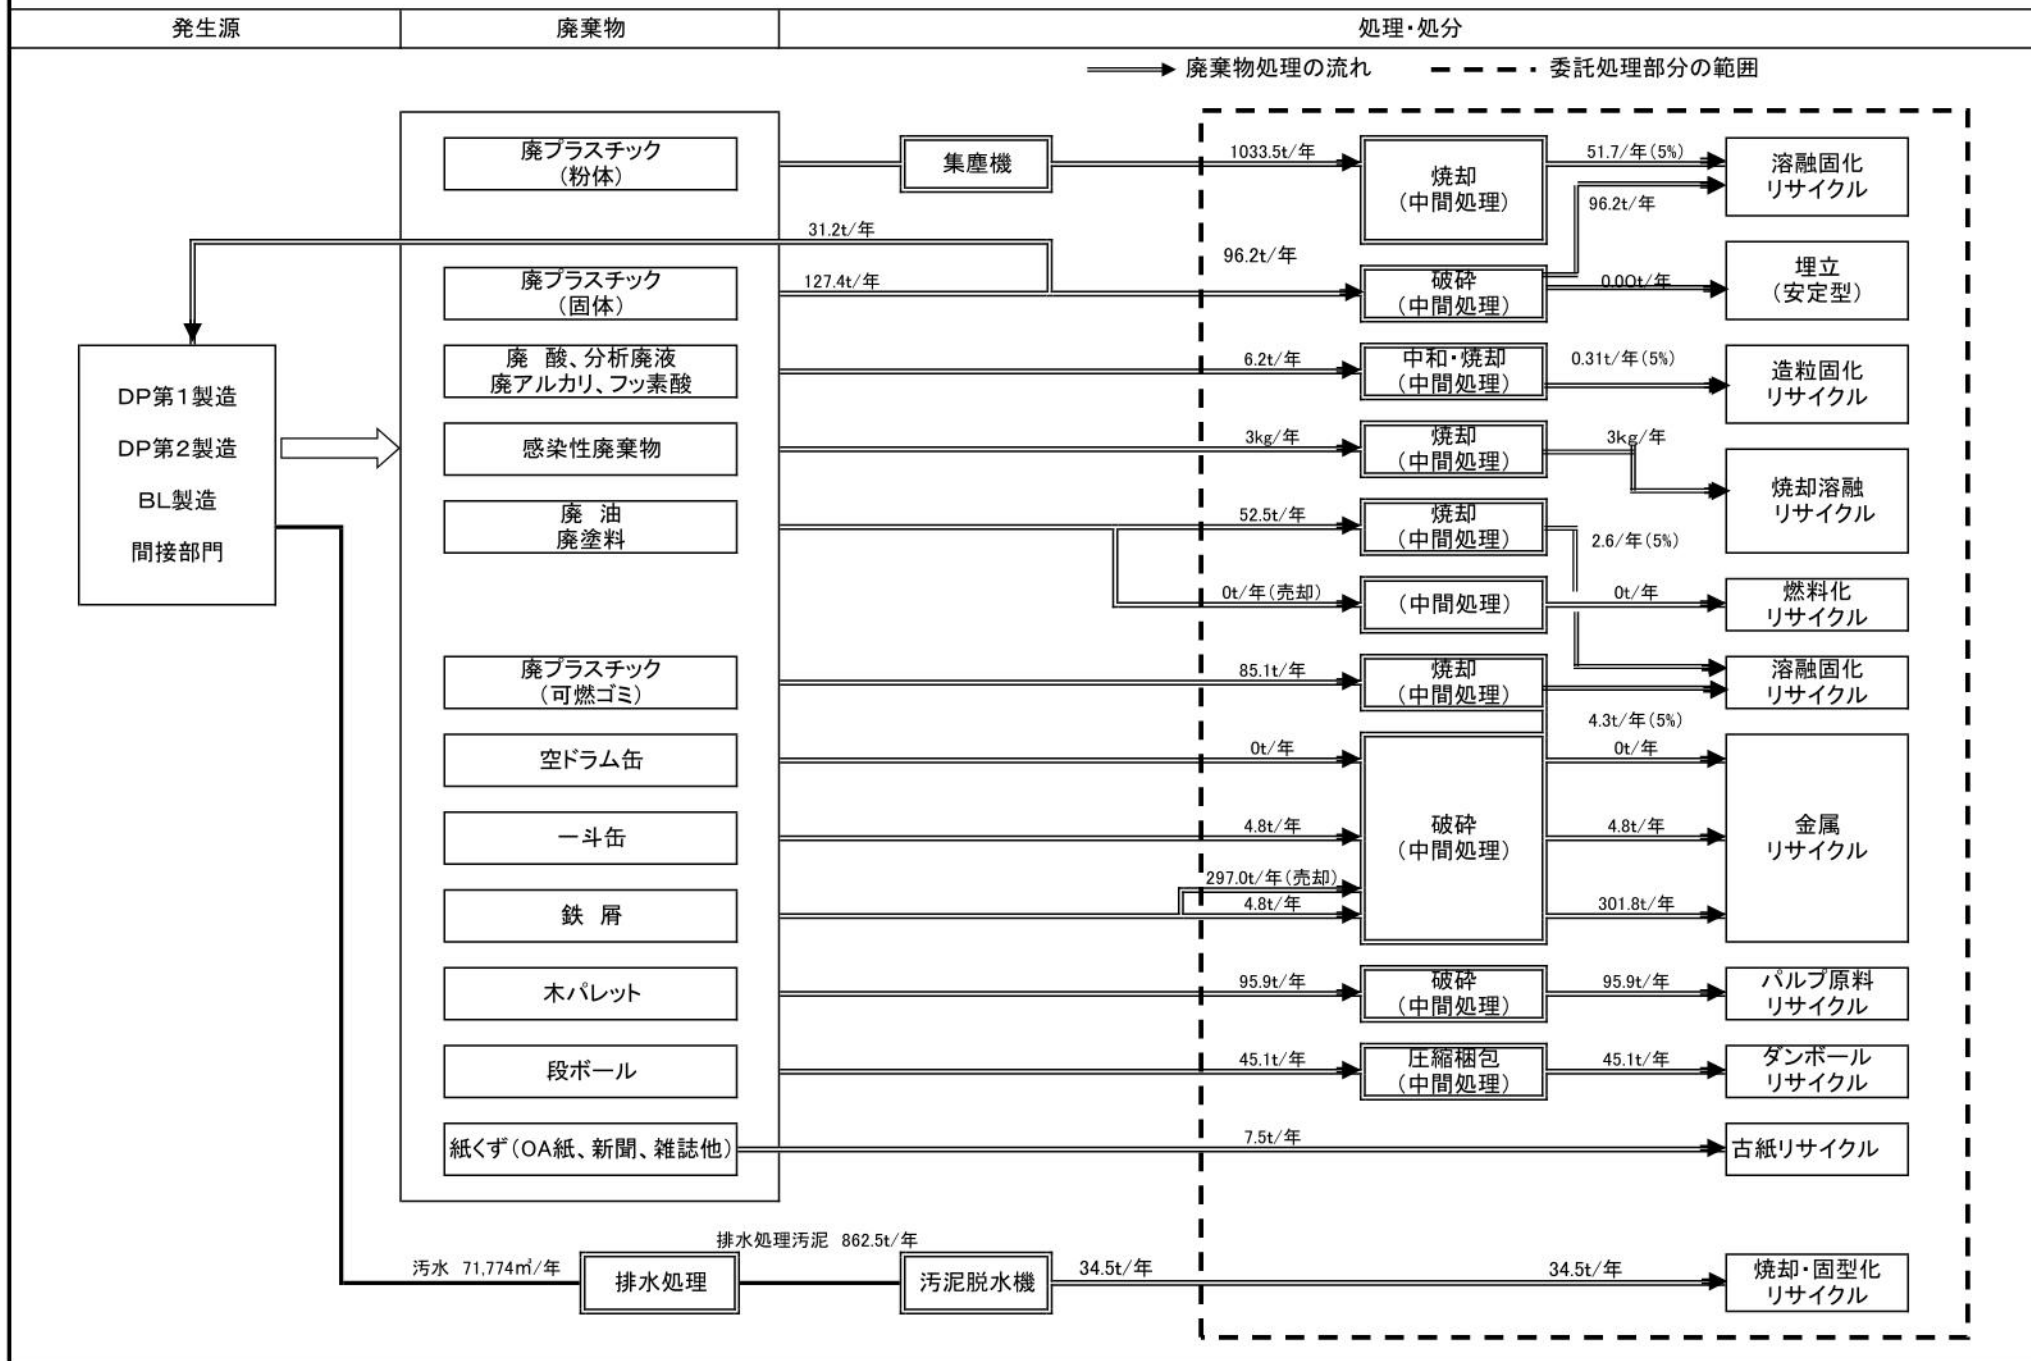 発生源
廃棄物
処理・処分
廃棄物処理の流れ
委託処理部分の範囲
廃プラスチック
(粉体)
集塵機
1033.5t/年
焼却
(中間処理)
51.7/年(5%)
溶融固化
リサイクル
96.2t/年
31.2t/年
廃プラスチック
(固体)
127.4t/年
96.2t/年
破砕
(中間処理)
0.00t/年
埋立
(安定型)
DP第1製造
DP第2製造
BL製造
間接部門
廃 酸、分析廃液
廃アルカリ、フッ素酸
6.2t/年
中和・焼却
(中間処理)
0.31t/年(5%)
造粒固化
リサイクル
感染性廃棄物
3kg/年
焼却
(中間処理)
3kg/年
焼却溶融
リサイクル
廃 油
廃塗料
52.5t/年
焼却
(中間処理)
2.6/年(5%)
0t/年(売却)
(中間処理)
0t/年
燃料化
リサイクル
廃プラスチック
(可燃ゴミ)
85.1t/年
焼却
(中間処理)
溶融固化
リサイクル
4.3t/年(5%)
空ドラム缶
0t/年
0t/年
一斗缶
4.8t/年
破砕
(中間処理)
4.8t/年
金属
リサイクル
297.0t/年(売却)
鉄 屑
4.8t/年
301.8t/年
木パレット
95.9t/年
破砕
(中間処理)
95.9t/年
パルプ原料
リサイクル
段ボール
45.1t/年
圧縮梱包
(中間処理)
45.1t/年
ダンボール
リサイクル
紙くず(OA紙、新聞、雑誌他)
7.5t/年
古紙リサイクル
汚水 71,774㎥/年
排水処理
排水処理汚泥 862.5t/年
汚泥脱水機
34.5t/年
34.5t/年
焼却・固型化
リサイクル